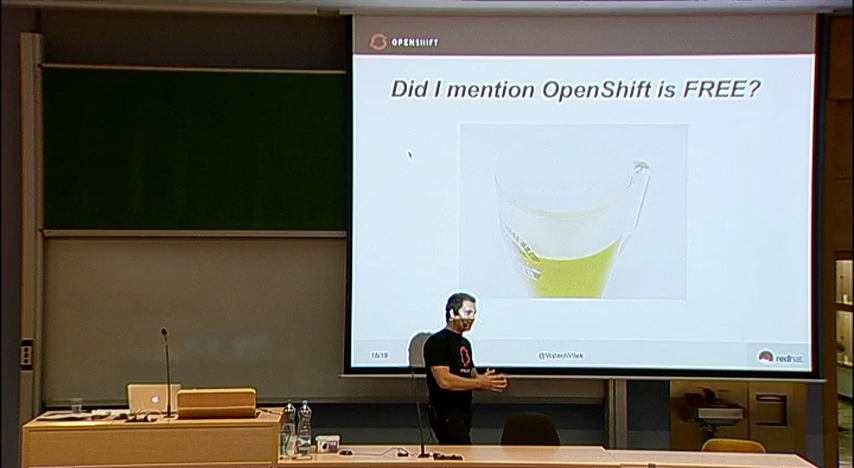 OPENSHIFT
Did I mention OpenShift is FREE?
18/19
@VojtechVitek
redhat